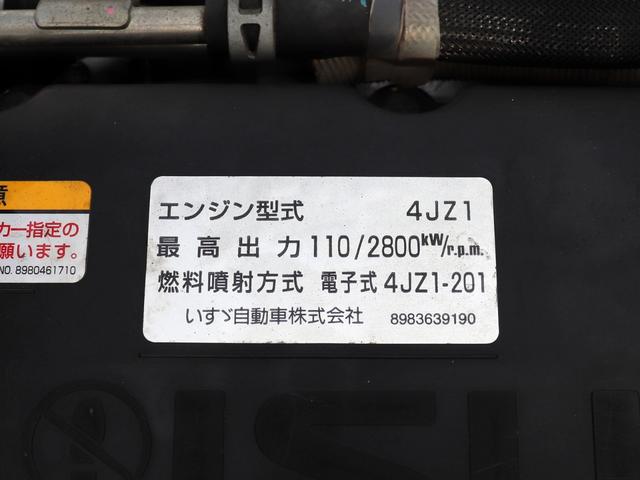 意
カー指定の
願います。
NO. 8980461710
エンジン型式 4JZ1
最高出力 110/2800kW/r.p.m.
燃料噴射方式 電子式 4JZ1-201
いすゞ自動車株式会社 8983639190